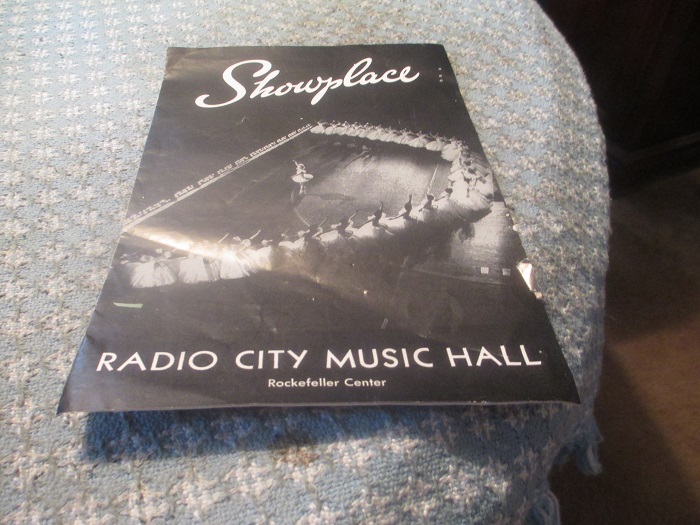 Showplace
RADIO CITY MUSIC HALL
Rockefeller Center